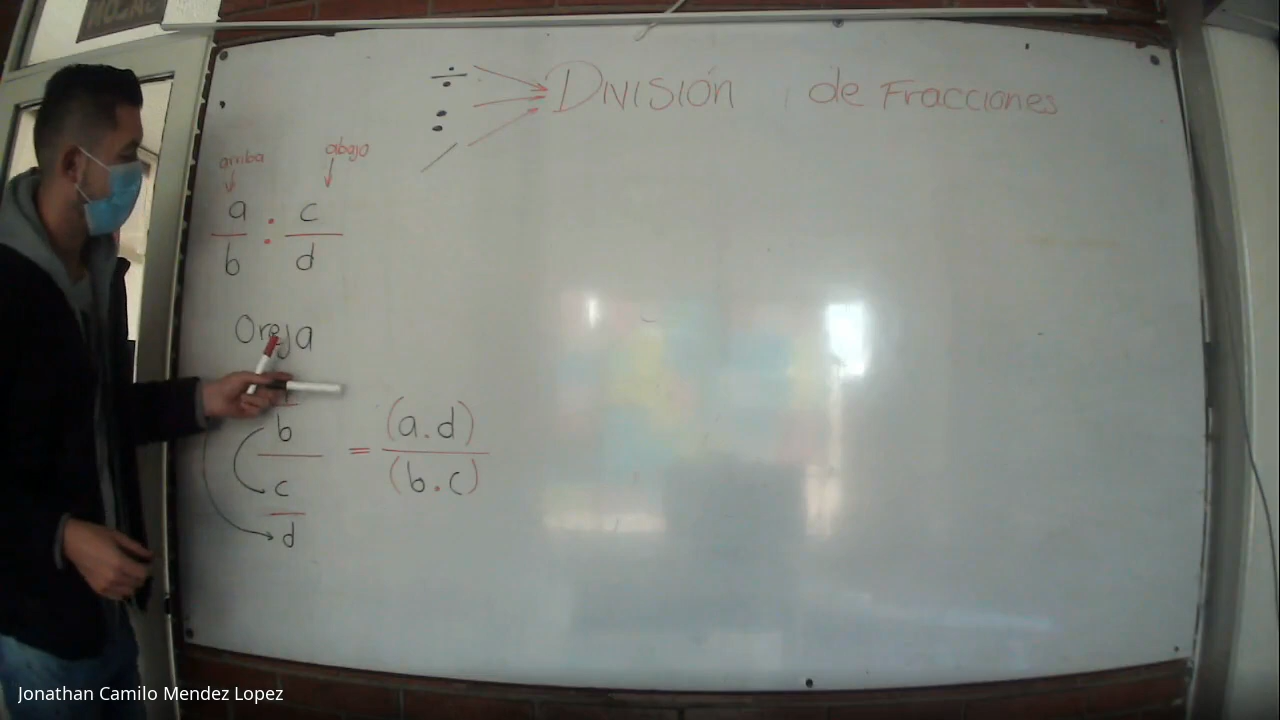 ÷
:
/
División de Fracciones
arriba abajo
a c
— : —
b d
Oreja
b
c
d
= (a.d)
(b.c)
Jonathan Camilo Mendez Lopez